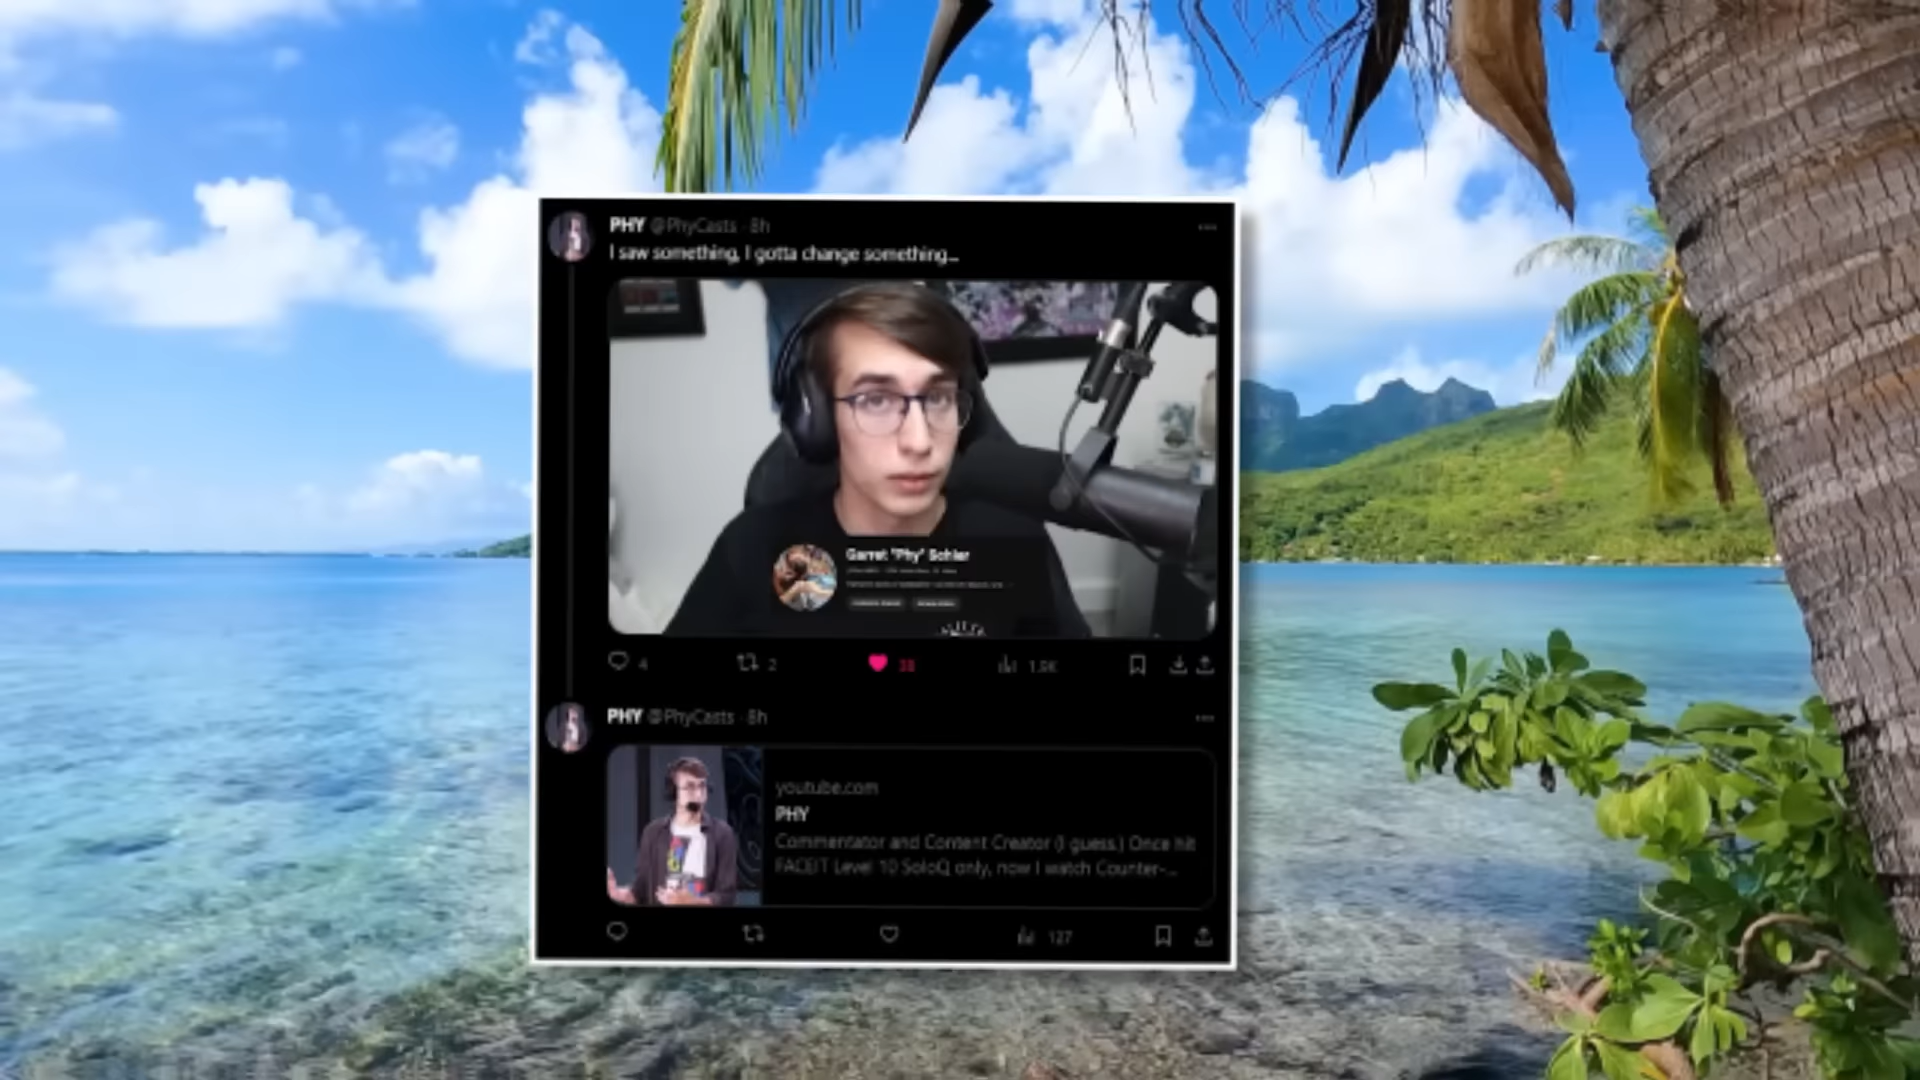 PHY @PhyCasts · 8h
I saw something, I gotta change something...
Garret "Phy" Schler
4 2 1.9K
PHY @PhyCasts · 8h
youtube.com
PHY
Commentator and Content Creator (I guess.) Once hit
FACEIT Level 10 SoloQ only, now I watch Counter-...
127